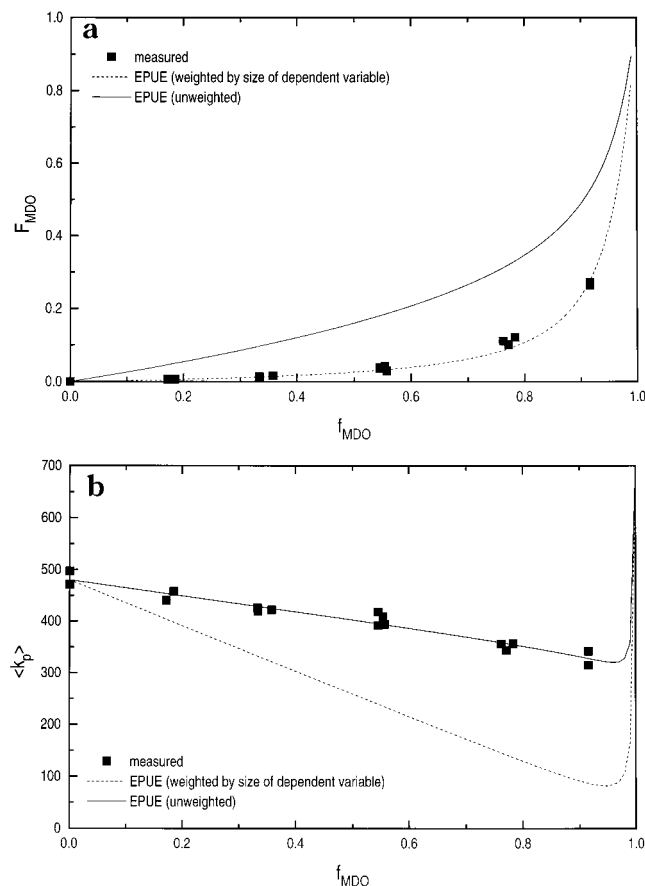 a
measured
EPUE (weighted by size of dependent variable)
EPUE (unweighted)
1.0
0.8
0.6
0.4
0.2
0.0
F_MDO
0.0 0.2 0.4 0.6 0.8 1.0
f_MDO
b
700
600
500
400
300
200
100
0
<k_p>
measured
EPUE (weighted by size of dependent variable)
EPUE (unweighted)
0.0 0.2 0.4 0.6 0.8 1.0
f_MDO